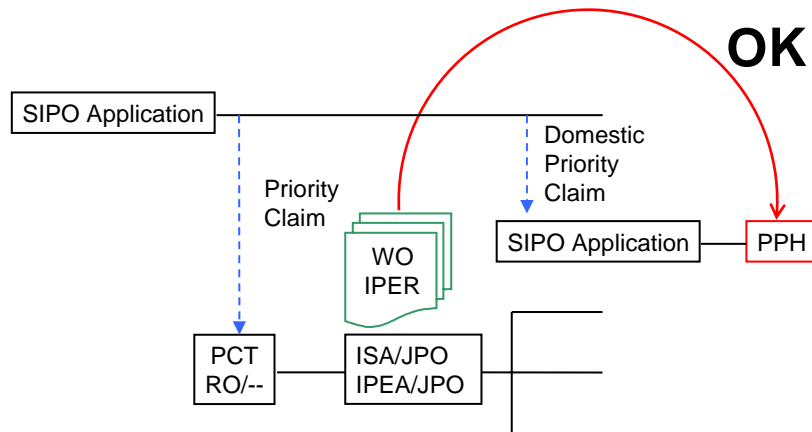 OK
SIPO Application
Domestic
Priority
Claim
Priority
Claim
WO
IPER
SIPO Application
PPH
PCT
RO/--
ISA/JPO
IPEA/JPO